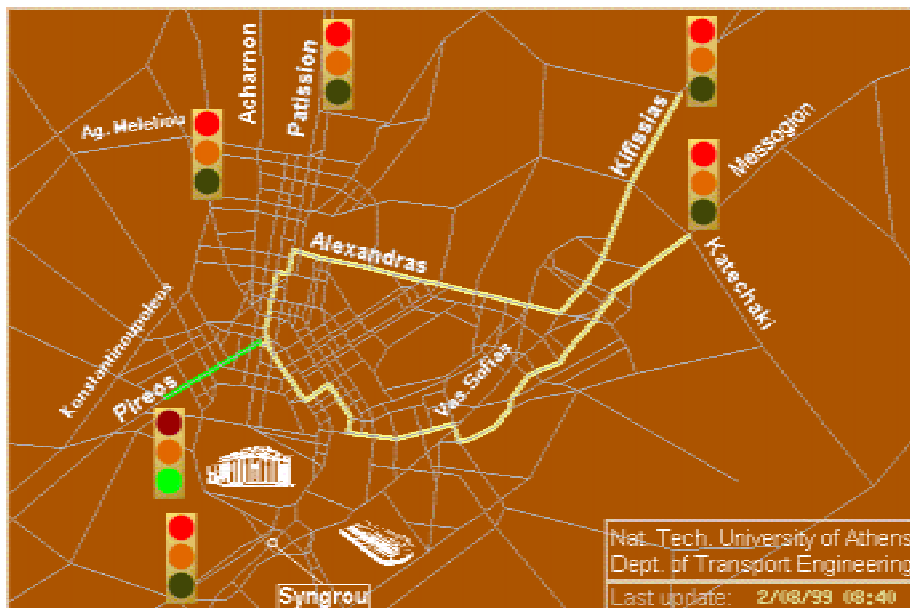 Acharnon
Patission
Ag. Meletiou
Kifissias
Messogion
Alexandras
Katechaki
Konstantinoupoleos
Vas. Sofias
Pireos
Syngrou
Nat. Tech. University of Athens
Dept. of Transport Engineering
Last update: 2/08/99 08:40